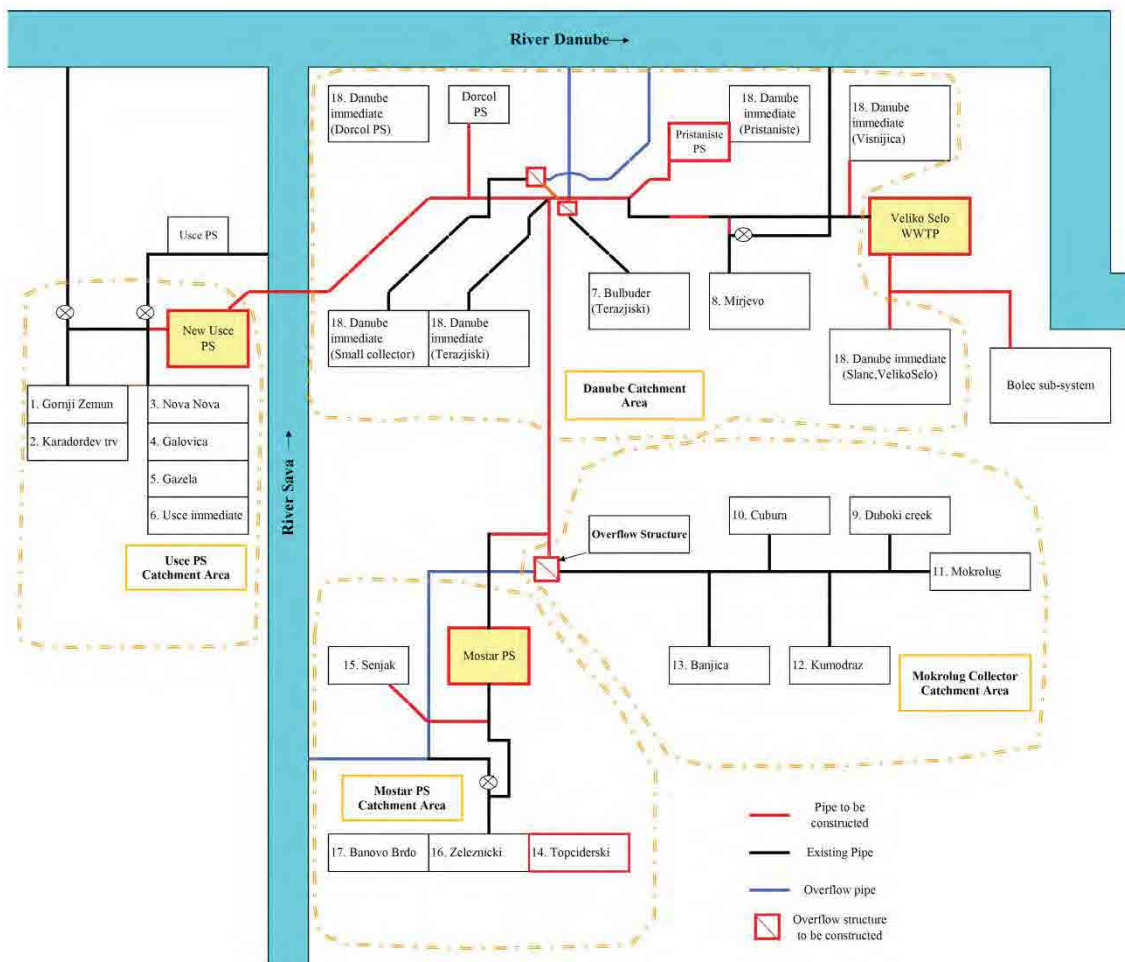 River Danube→
18. Danube
immediate
(Dorcol PS)
Dorcol
PS
18. Danube
immediate
(Pristaniste)
Pristaniste
PS
18. Danube
immediate
(Visnijica)
Usce PS
Veliko Selo
WWTP
New Usce
PS
18. Danube
immediate
(Small collector)
18. Danube
immediate
(Terazjiski)
7. Bulbuder
(Terazjiski)
8. Mirjevo
18. Danube immediate
(Slanc,VelikoSelo)
Bolec sub-system
Danube Catchment
Area
1. Gornji Zemun
2. Karadordev trv
3. Nova Nova
4. Galovica
5. Gazela
6. Usce immediate
Usce PS
Catchment Area
River Sava →
Overflow Structure
10. Cubura
9. Duboki creek
11. Mokrolug
13. Banjica
12. Kumodraz
Mokrolug Collector
Catchment Area
Mostar PS
15. Senjak
Mostar PS
Catchment Area
17. Banovo Brdo
16. Zeleznicki
14. Topciderski
Pipe to be
constructed
Existing Pipe
Overflow pipe
Overflow structure
to be constructed